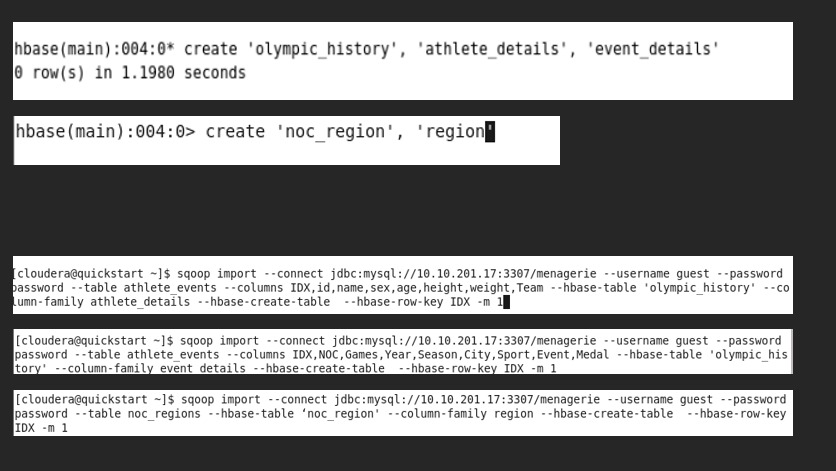 hbase(main):004:0* create 'olympic_history', 'athlete_details', 'event_details'
0 row(s) in 1.1980 seconds
hbase(main):004:0> create 'noc_region', 'region'
[cloudera@quickstart ~]$ sqoop import --connect jdbc:mysql://10.10.201.17:3307/menagerie --username guest --password
password --table athlete_events --columns IDX,id,name,sex,age,height,weight,Team --hbase-table 'olympic_history' --co
lumn-family athlete_details --hbase-create-table  --hbase-row-key IDX -m 1
[cloudera@quickstart ~]$ sqoop import --connect jdbc:mysql://10.10.201.17:3307/menagerie --username guest --password
password --table athlete_events --columns IDX,NOC,Games,Year,Season,City,Sport,Event,Medal --hbase-table 'olympic_his
tory' --column-family event_details --hbase-create-table  --hbase-row-key IDX -m 1
[cloudera@quickstart ~]$ sqoop import --connect jdbc:mysql://10.10.201.17:3307/menagerie --username guest --password
password --table noc_regions --hbase-table ‘noc_region' --column-family region --hbase-create-table  --hbase-row-key
IDX -m 1